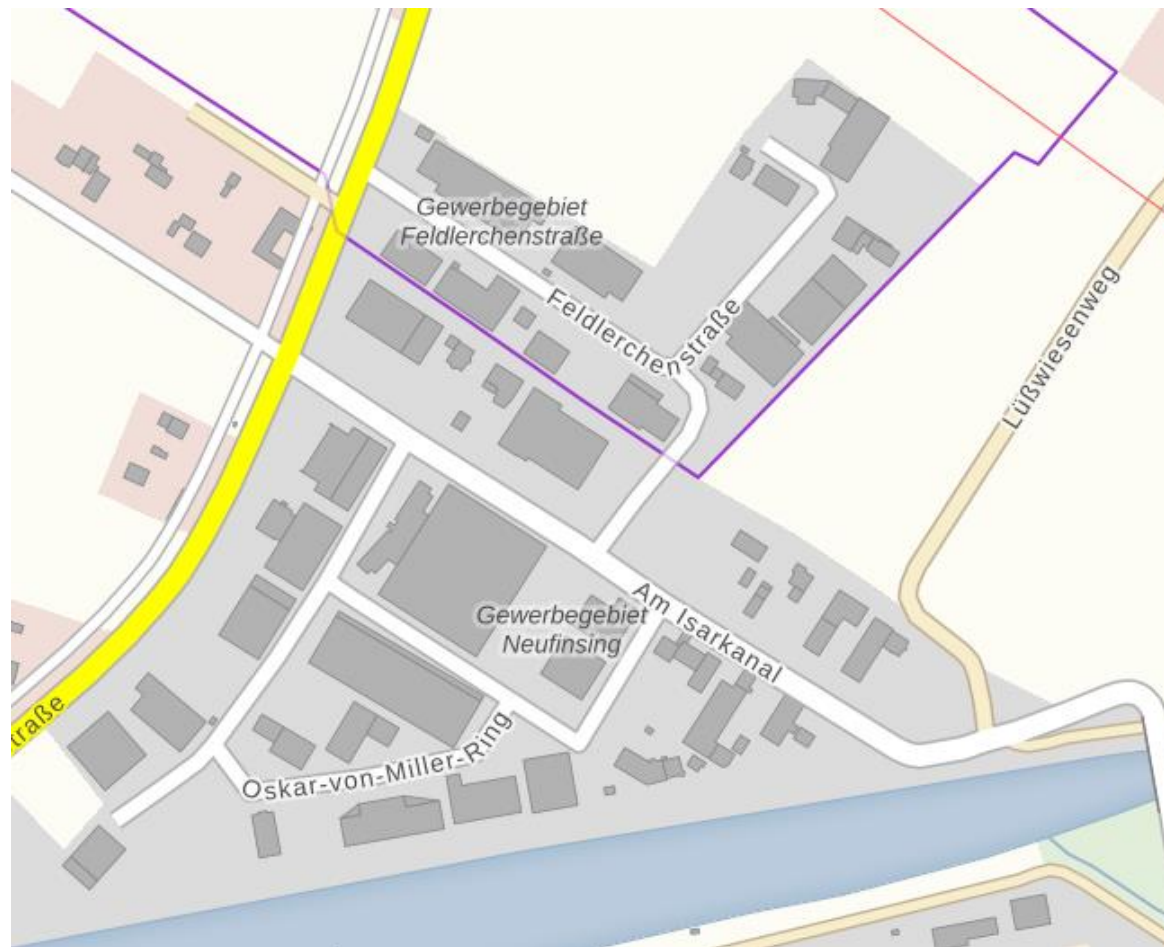 Gewerbegebiet
Feldlerchenstraße
Feldlerchenstraße
Lüßwiesenweg
Am Isarkanal
Gewerbegebiet
Neufinsing
traße
Oskar-von-Miller-Ring